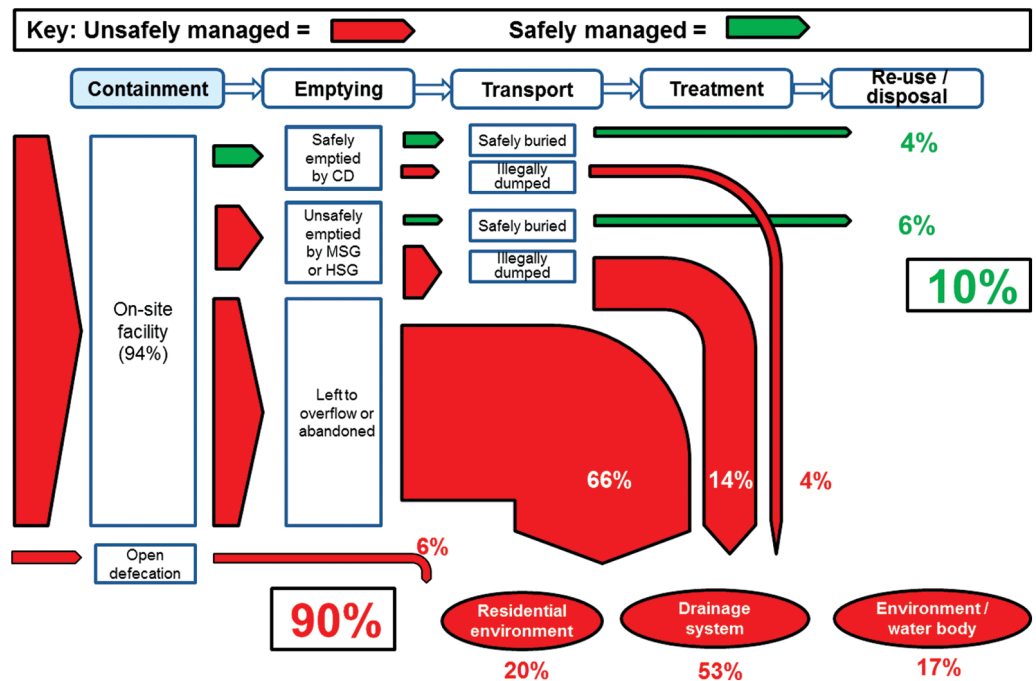 Key: Unsafely managed =
Safely managed =
Containment
Emptying
Transport
Treatment
Re-use /
disposal
Safely
emptied
by CD
Safely buried
4%
Illegally
dumped
Unsafely
emptied
by MSG
or HSG
Safely buried
6%
Illegally
dumped
10%
On-site
facility
(94%)
Left to
overflow or
abandoned
66%
14%
4%
Open
defecation
6%
90%
Residential
environment
Drainage
system
Environment /
water body
20%
53%
17%